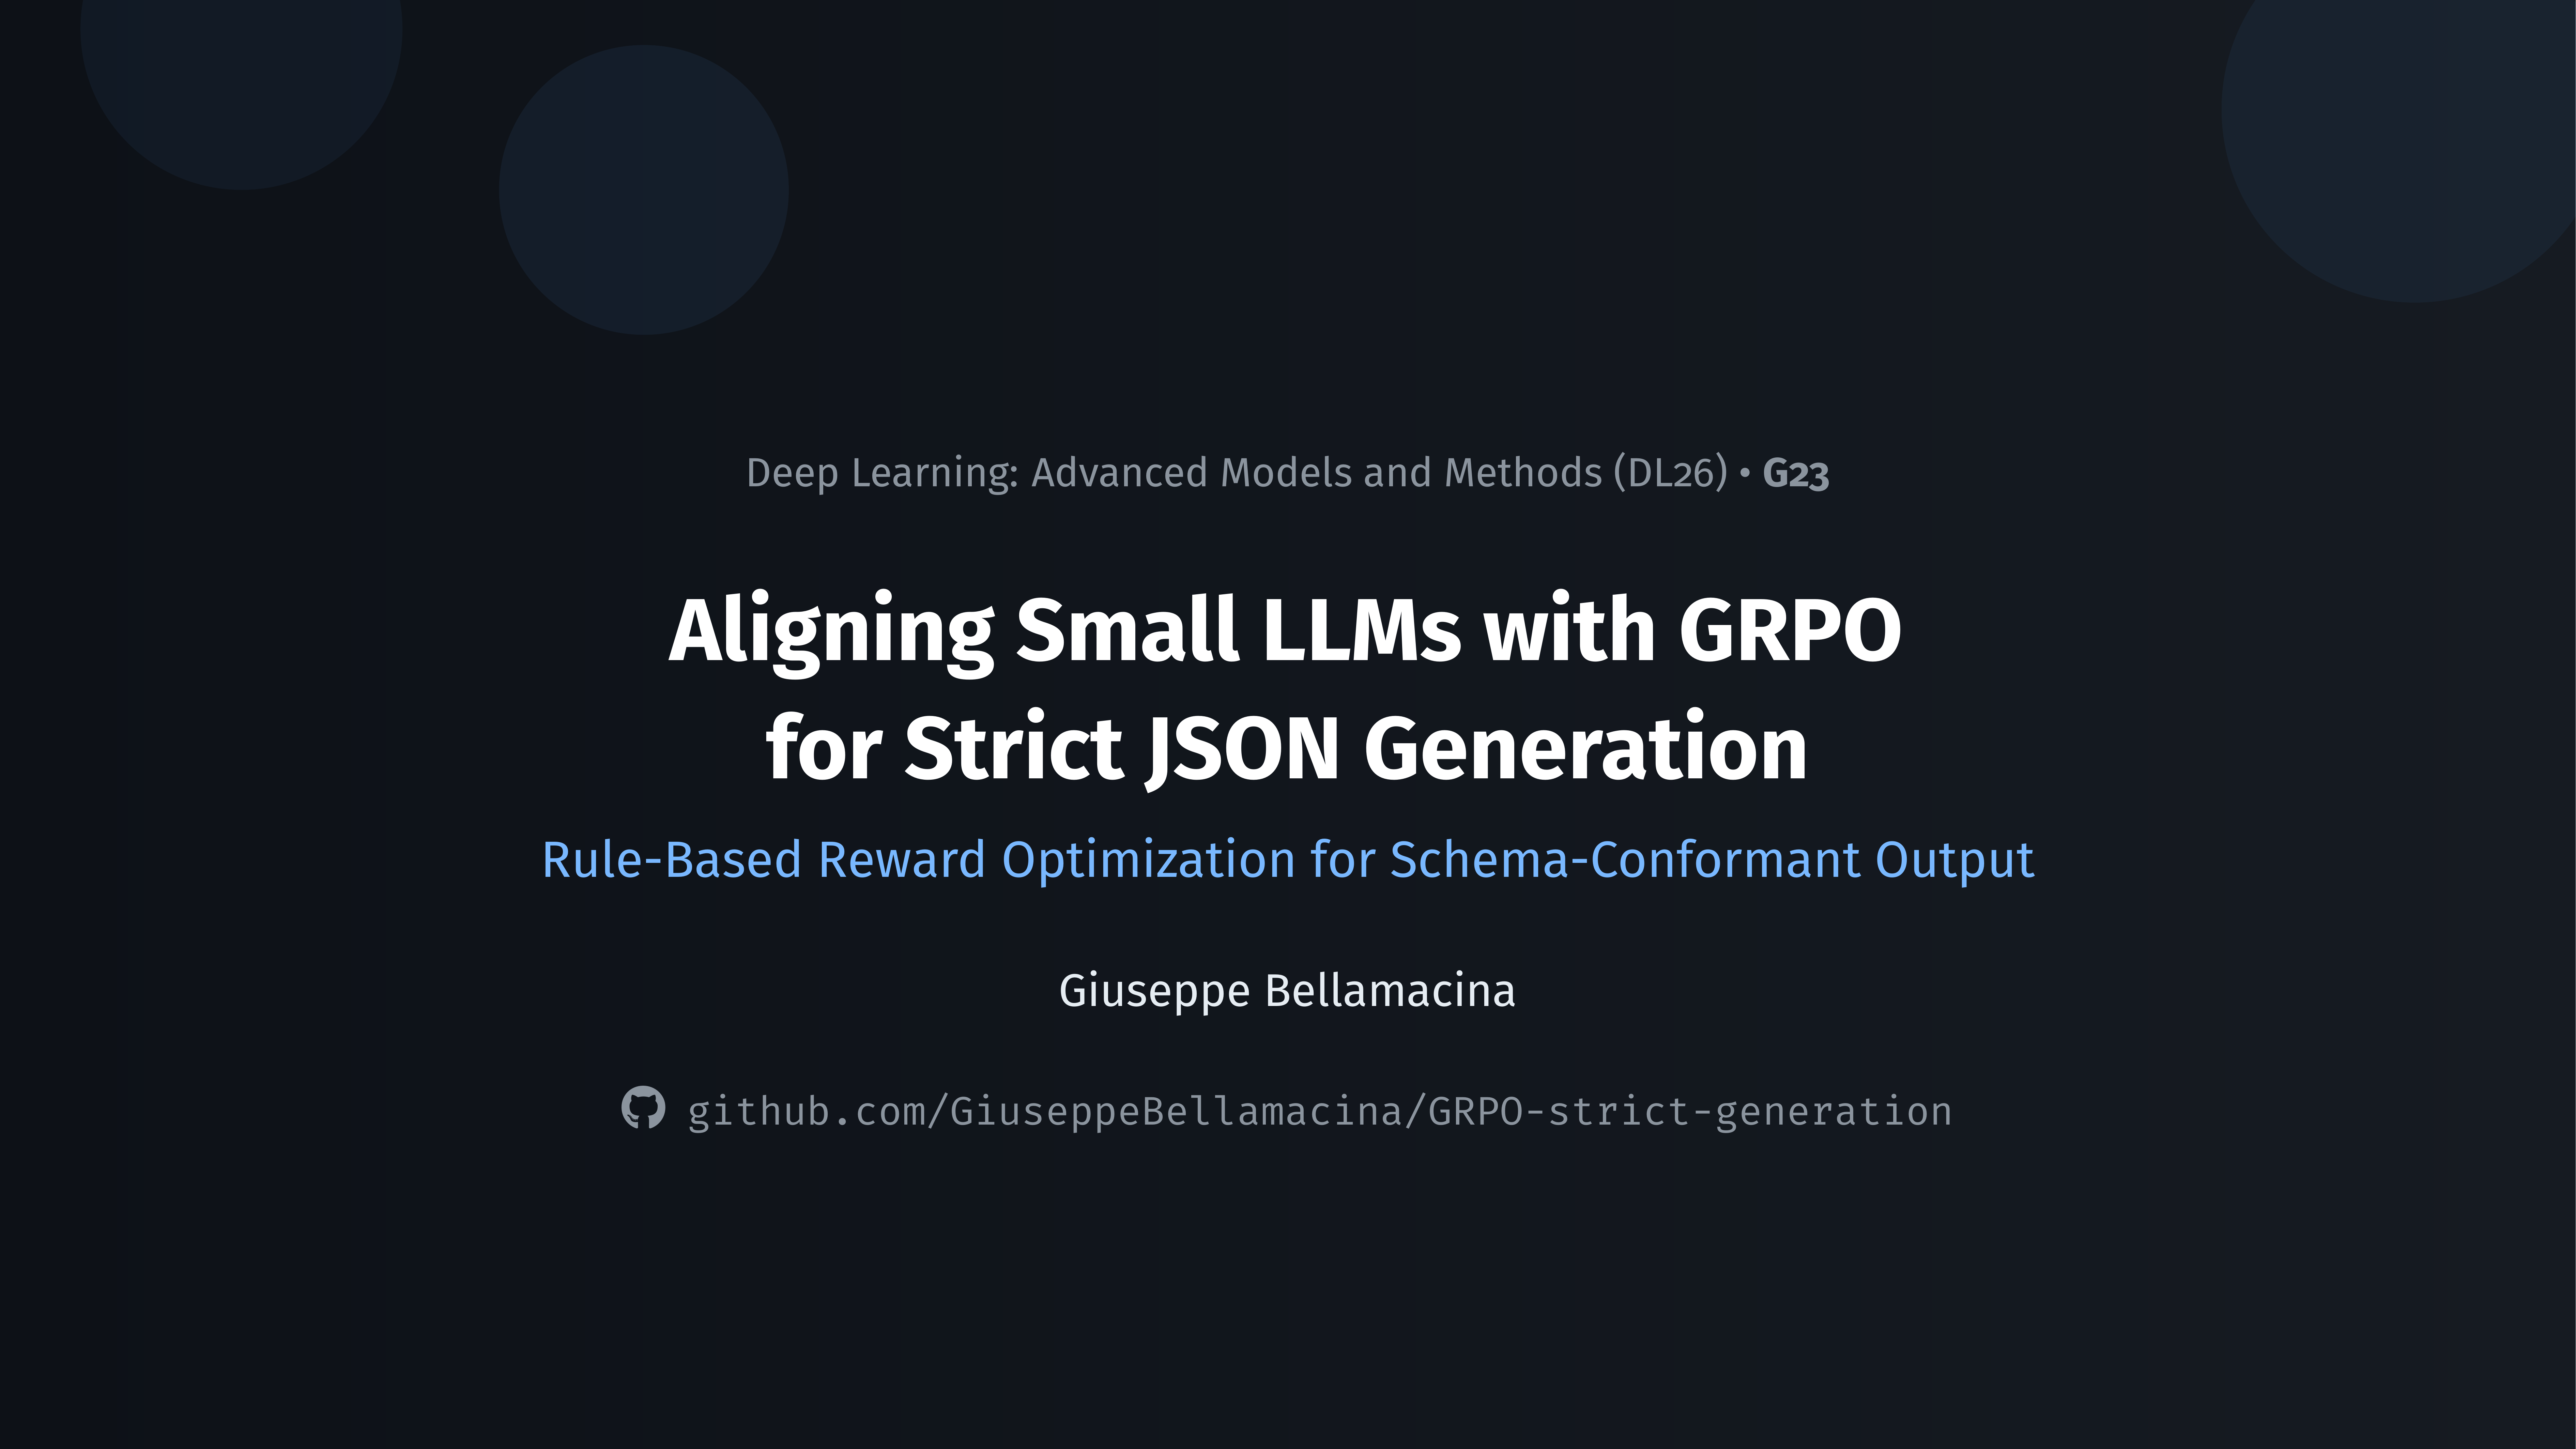 Deep Learning: Advanced Models and Methods (DL26) • G23
Aligning Small LLMs with GRPO
for Strict JSON Generation
Rule-Based Reward Optimization for Schema-Conformant Output
Giuseppe Bellamacina
github.com/GiuseppeBellamacina/GRPO-strict-generation